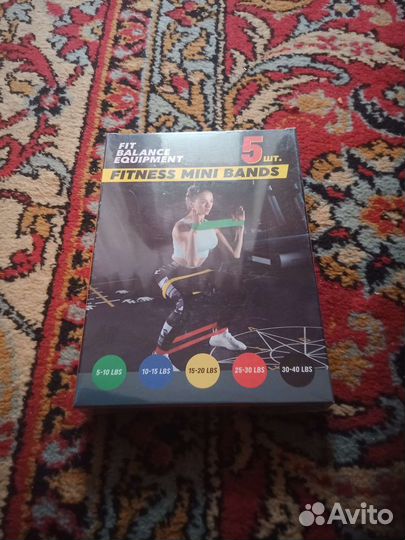 FIT
BALANCE
EQUIPMENT
5 шт.
FITNESS MINI BANDS
5-10 LBS 10-15 LBS 15-20 LBS 25-30 LBS 30-40 LBS
Avito